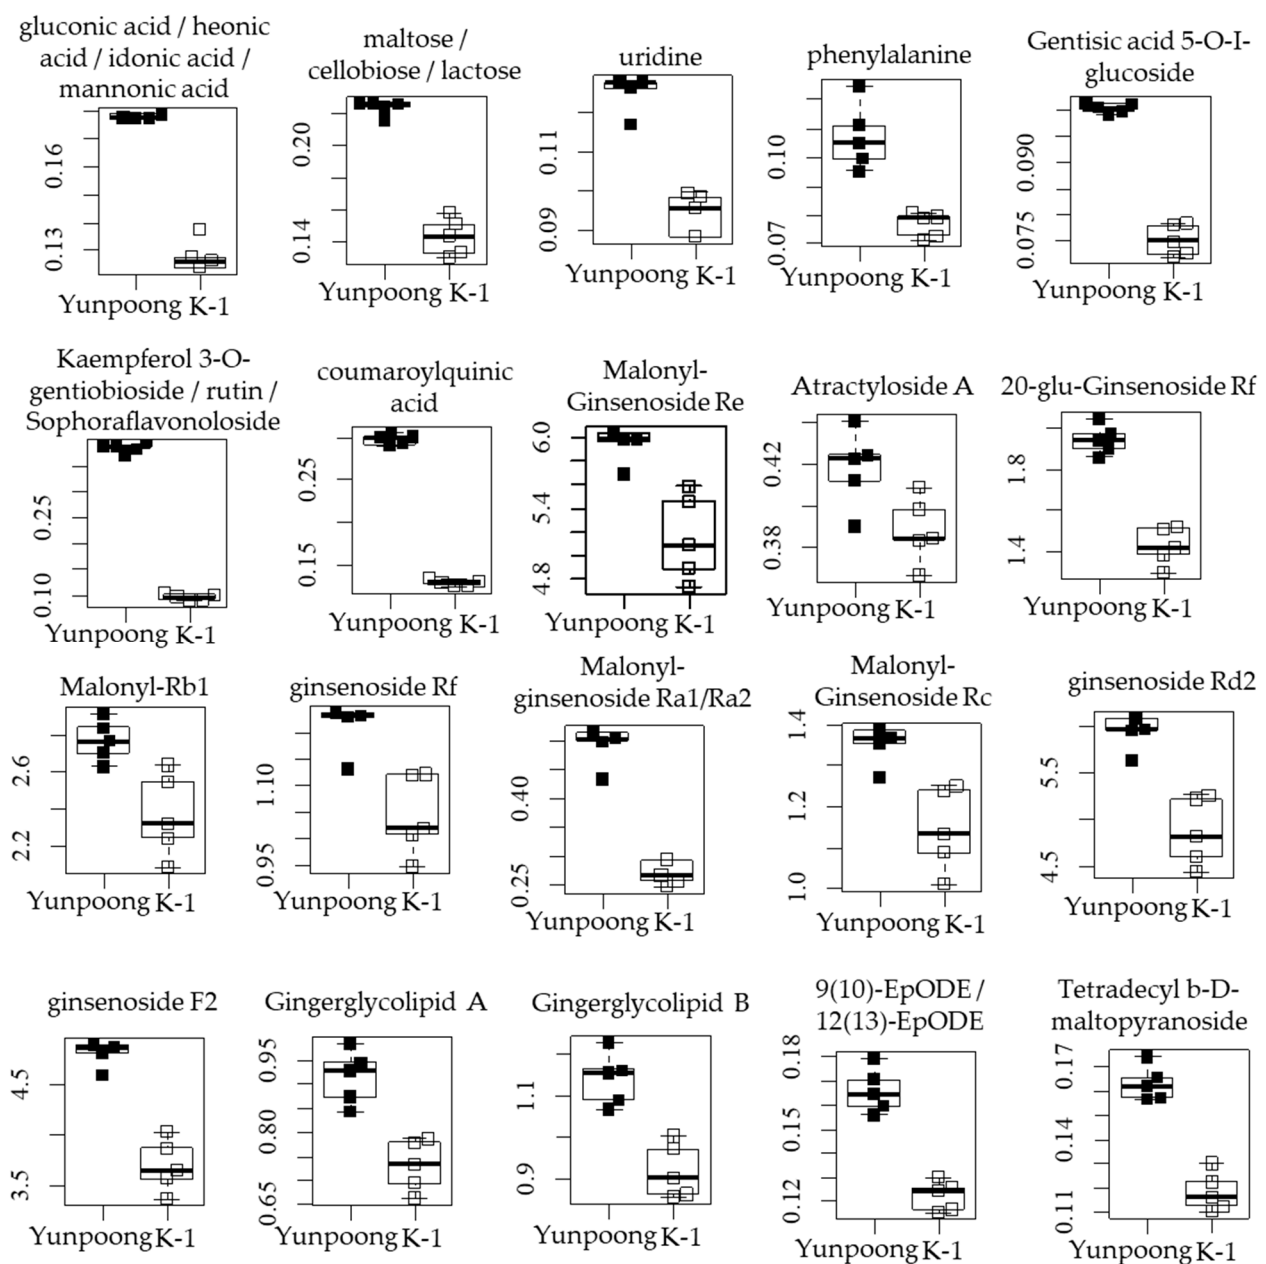 gluconic acid / heonic
acid / idonic acid /
mannonic acid
0.16
0.13
Yunpoong K-1
maltose /
cellobiose / lactose
0.20
0.14
Yunpoong K-1
uridine
0.11
0.09
Yunpoong K-1
phenylalanine
0.10
0.07
Yunpoong K-1
Gentisic acid 5-O-I-
glucoside
0.090
0.075
Yunpoong K-1
Kaempferol 3-O-
gentiobioside / rutin /
Sophoraflavonoloside
0.25
0.10
Yunpoong K-1
coumaroylquinic
acid
0.25
0.15
Yunpoong K-1
Malonyl-
Ginsenoside Re
6.0
5.4
4.8
Yunpoong K-1
Atractyloside A
0.42
0.38
Yunpoong K-1
20-glu-Ginsenoside Rf
1.8
1.4
Yunpoong K-1
Malonyl-Rb1
2.6
2.2
Yunpoong K-1
ginsenoside Rf
1.10
0.95
Yunpoong K-1
Malonyl-
ginsenoside Ra1/Ra2
0.40
0.25
Yunpoong K-1
Malonyl-
Ginsenoside Rc
1.4
1.2
1.0
Yunpoong K-1
ginsenoside Rd2
5.5
4.5
Yunpoong K-1
ginsenoside F2
4.5
3.5
Yunpoong K-1
Gingerglycolipid A
0.95
0.80
0.65
Yunpoong K-1
Gingerglycolipid B
1.1
0.9
Yunpoong K-1
9(10)-EpODE /
12(13)-EpODE
0.18
0.15
0.12
Yunpoong K-1
Tetradecyl b-D-
maltopyranoside
0.17
0.14
0.11
Yunpoong K-1